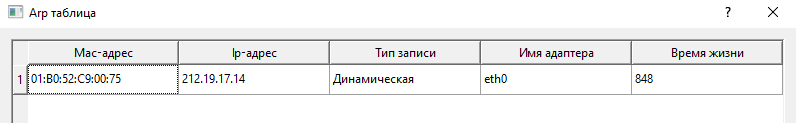 Arp таблица
Mac-адрес Ip-адрес Тип записи Имя адаптера Время жизни
1 01:B0:52:C9:00:75 212.19.17.14 Динамическая eth0 848